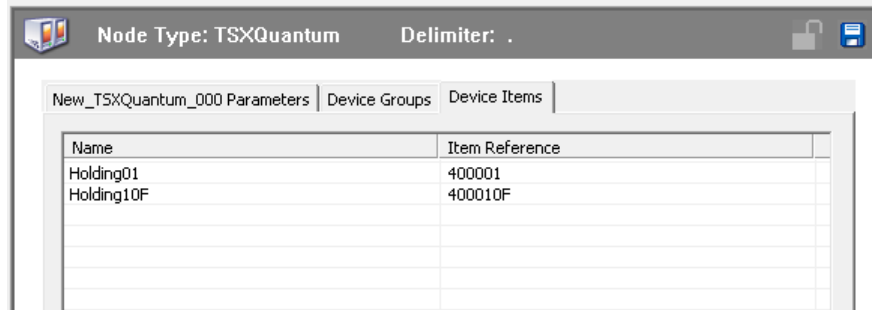 Node Type: TSXQuantum Delimiter: .
New_TSXQuantum_000 Parameters Device Groups Device Items
Name Item Reference
Holding01 400001
Holding10F 400010F